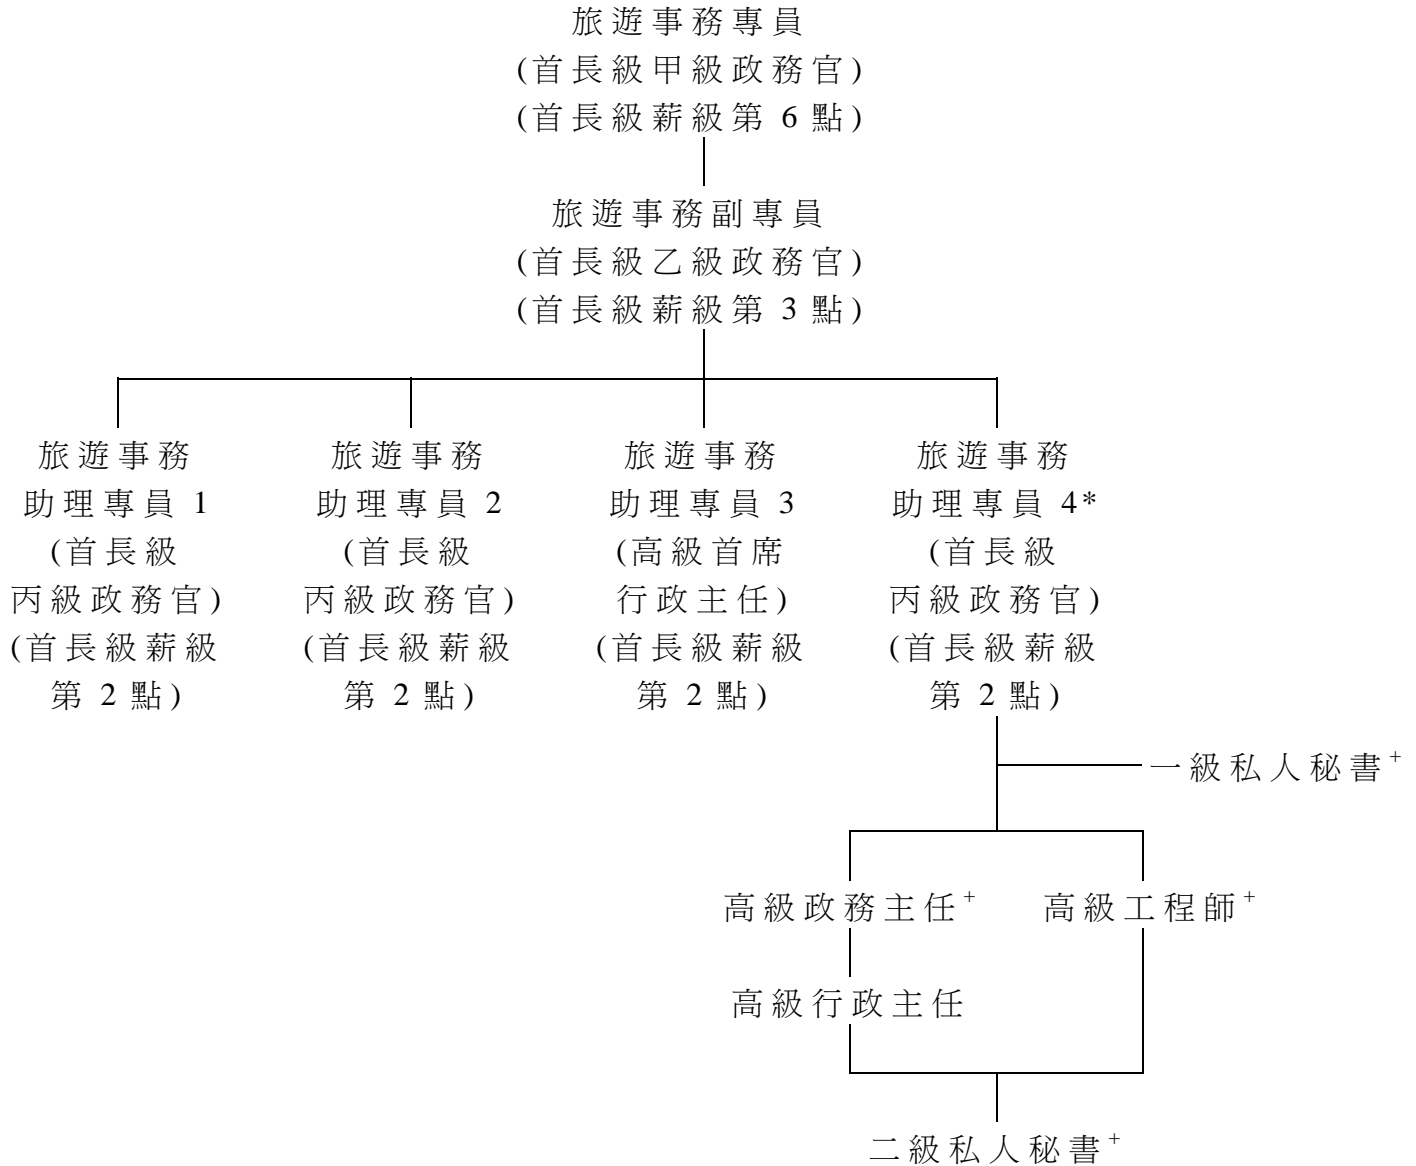 旅遊事務專員
(首長級甲級政務官)
(首長級薪級第 6 點)
旅遊事務副專員
(首長級乙級政務官)
(首長級薪級第 3 點)
旅遊事務
助理專員 1
(首長級
丙級政務官)
(首長級薪級
第 2 點)
旅遊事務
助理專員 2
(首長級
丙級政務官)
(首長級薪級
第 2 點)
旅遊事務
助理專員 3
(高級首席
行政主任)
(首長級薪級
第 2 點)
旅遊事務
助理專員 4*
(首長級
丙級政務官)
(首長級薪級
第 2 點)
一級私人秘書+
高級政務主任+
高級工程師+
高級行政主任
二級私人秘書+